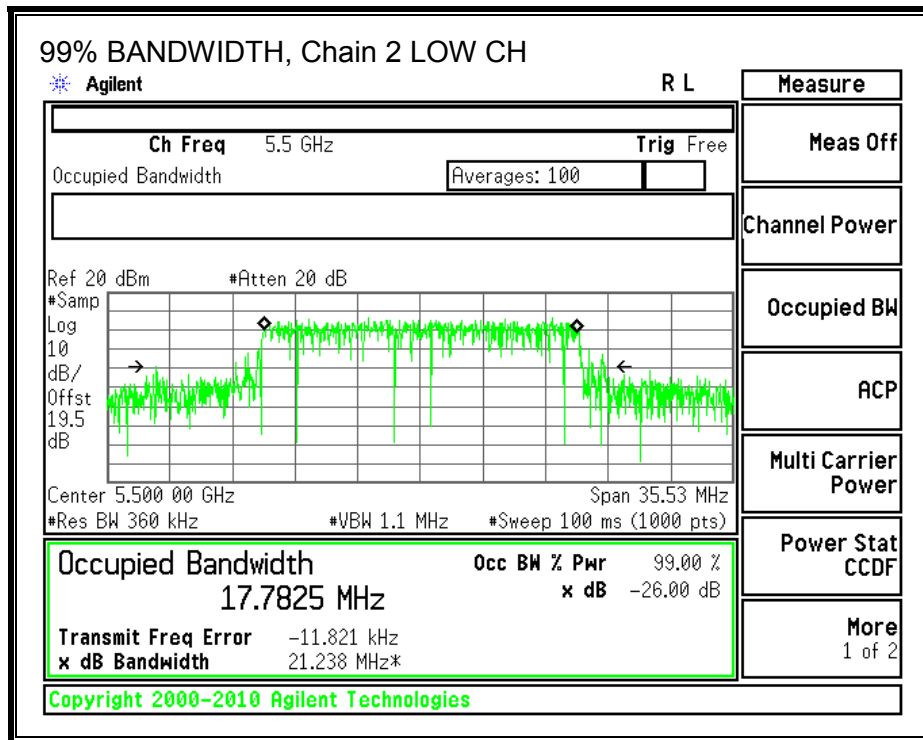 99% BANDWIDTH, Chain 2 LOW CH
Agilent
R L
Measure
Ch Freq 5.5 GHz Trig Free
Occupied Bandwidth Averages: 100
Ref 20 dBm #Atten 20 dB
#Samp
Log
10
dB/
Offst
19.5
dB
Center 5.500 00 GHz Span 35.53 MHz
#Res BW 360 kHz #VBW 1.1 MHz #Sweep 100 ms (1000 pts)
Occupied Bandwidth Occ BW % Pwr 99.00 %
17.7825 MHz x dB -26.00 dB
Transmit Freq Error -11.821 kHz
x dB Bandwidth 21.238 MHz*
Copyright 2000-2010 Agilent Technologies
Meas Off
Channel Power
Occupied BW
ACP
Multi Carrier
Power
Power Stat
CCDF
More
1 of 2